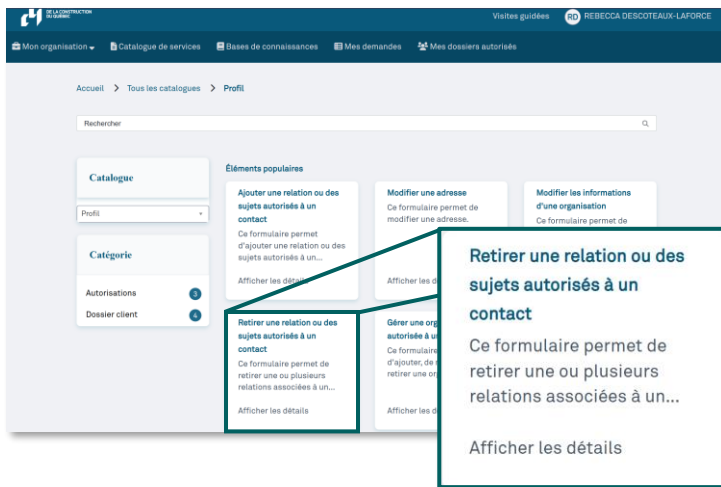 DE LA CONSTRUCTION
DU QUÉBEC
Visites guidées
RD REBECCA DESCOTEAUX-LAFORCE
Mon organisation
Catalogue de services
Bases de connaissances
Mes demandes
Mes dossiers autorisés
Accueil > Tous les catalogues > Profil
Rechercher
Catalogue
Profil
Catégorie
Autorisations 3
Dossier client 4
Éléments populaires
Ajouter une relation ou des
sujets autorisés à un
contact
Ce formulaire permet
d'ajouter une relation ou des
sujets autorisés à un...
Afficher les détails
Modifier une adresse
Ce formulaire permet de
modifier une adresse.
Afficher les d
Modifier les informations
d'une organisation
Ce formulaire permet de
Retirer une relation ou des
sujets autorisés à un
contact
Ce formulaire permet de
retirer une ou plusieurs
relations associées à un...
Afficher les détails
Gérer une org
autorisée à u
Ce formulaire
d'ajouter, de
retirer une or
Afficher les d
Retirer une relation ou des
sujets autorisés à un
contact
Ce formulaire permet de
retirer une ou plusieurs
relations associées à un...
Afficher les détails